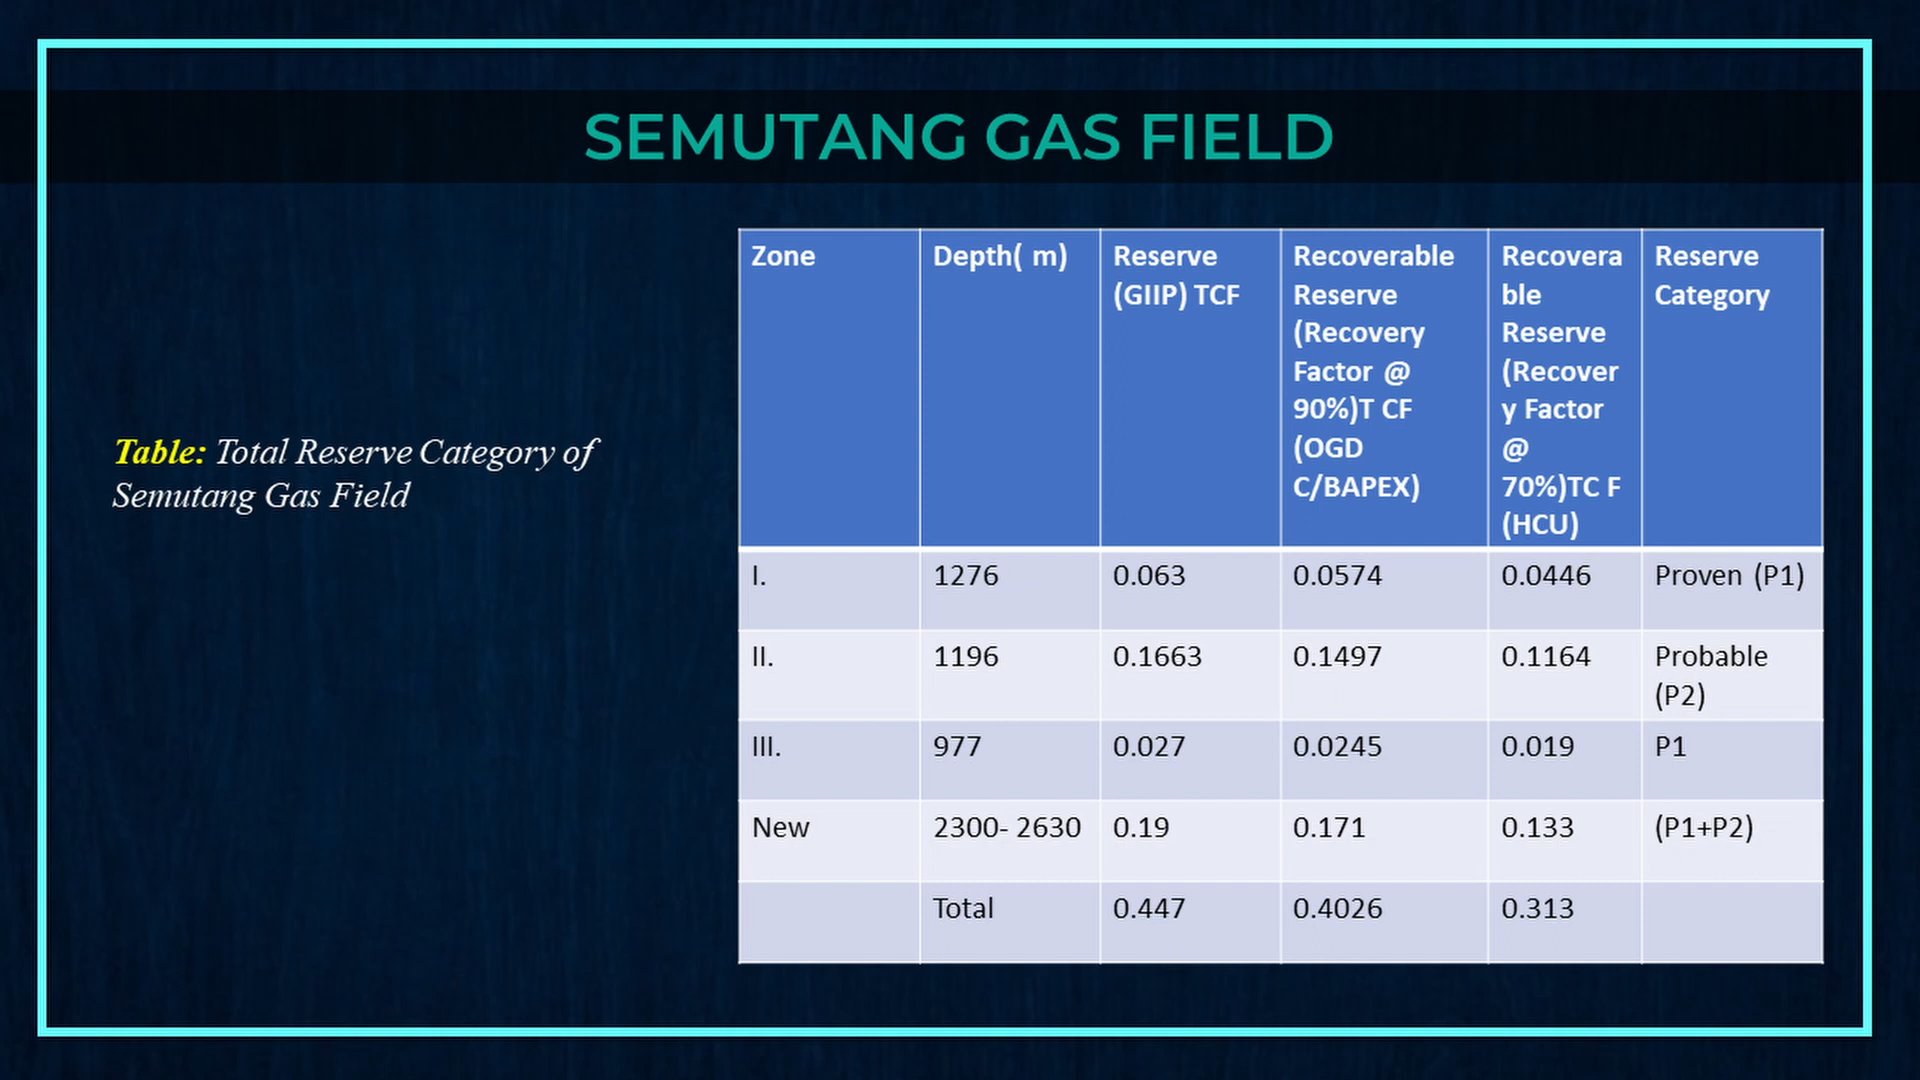 SEMUTANG GAS FIELD
Table: Total Reserve Category of
Semutang Gas Field
Zone
Depth( m)
Reserve
(GIIP) TCF
Recoverable
Reserve
(Recovery
Factor @
90%)T CF
(OGD
C/BAPEX)
Recovera
ble
Reserve
(Recover
y Factor
@
70%)TC F
(HCU)
Reserve
Category
I.
1276
0.063
0.0574
0.0446
Proven (P1)
II.
1196
0.1663
0.1497
0.1164
Probable
(P2)
III.
977
0.027
0.0245
0.019
P1
New
2300- 2630
0.19
0.171
0.133
(P1+P2)
Total
0.447
0.4026
0.313